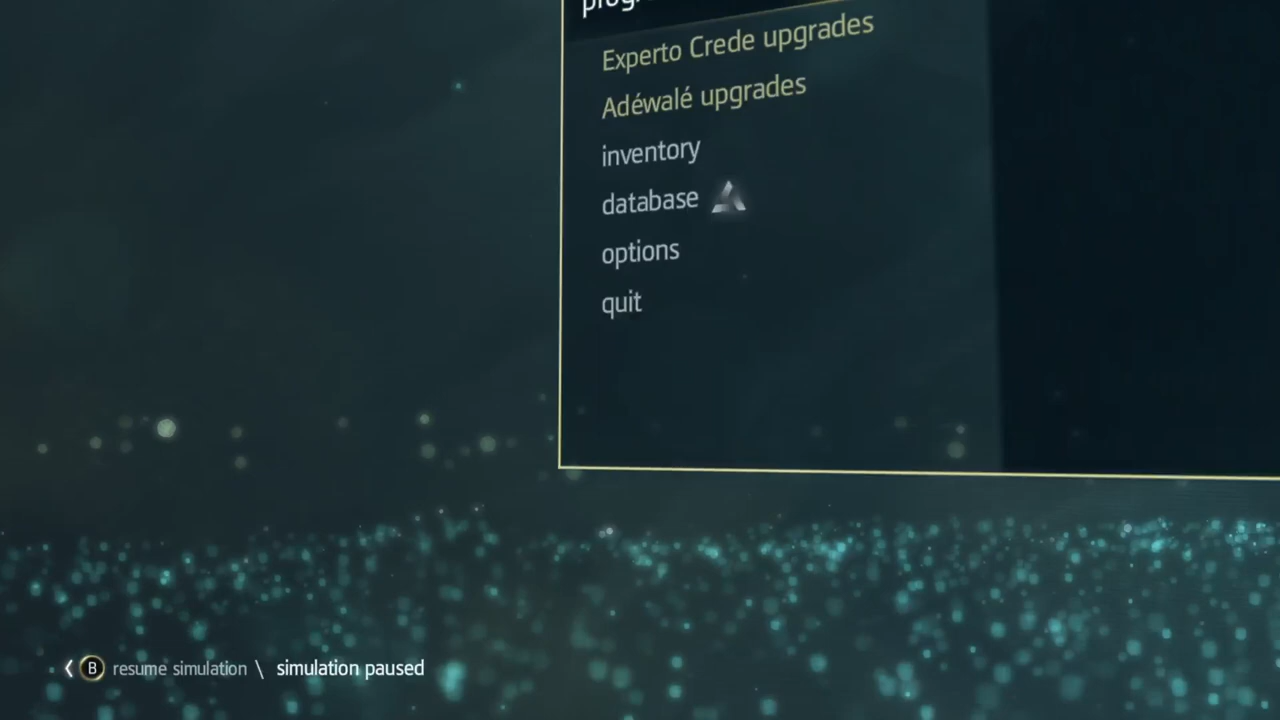 Experto Crede upgrades
Adéwalé upgrades
inventory
database
options
quit
B resume simulation \ simulation paused